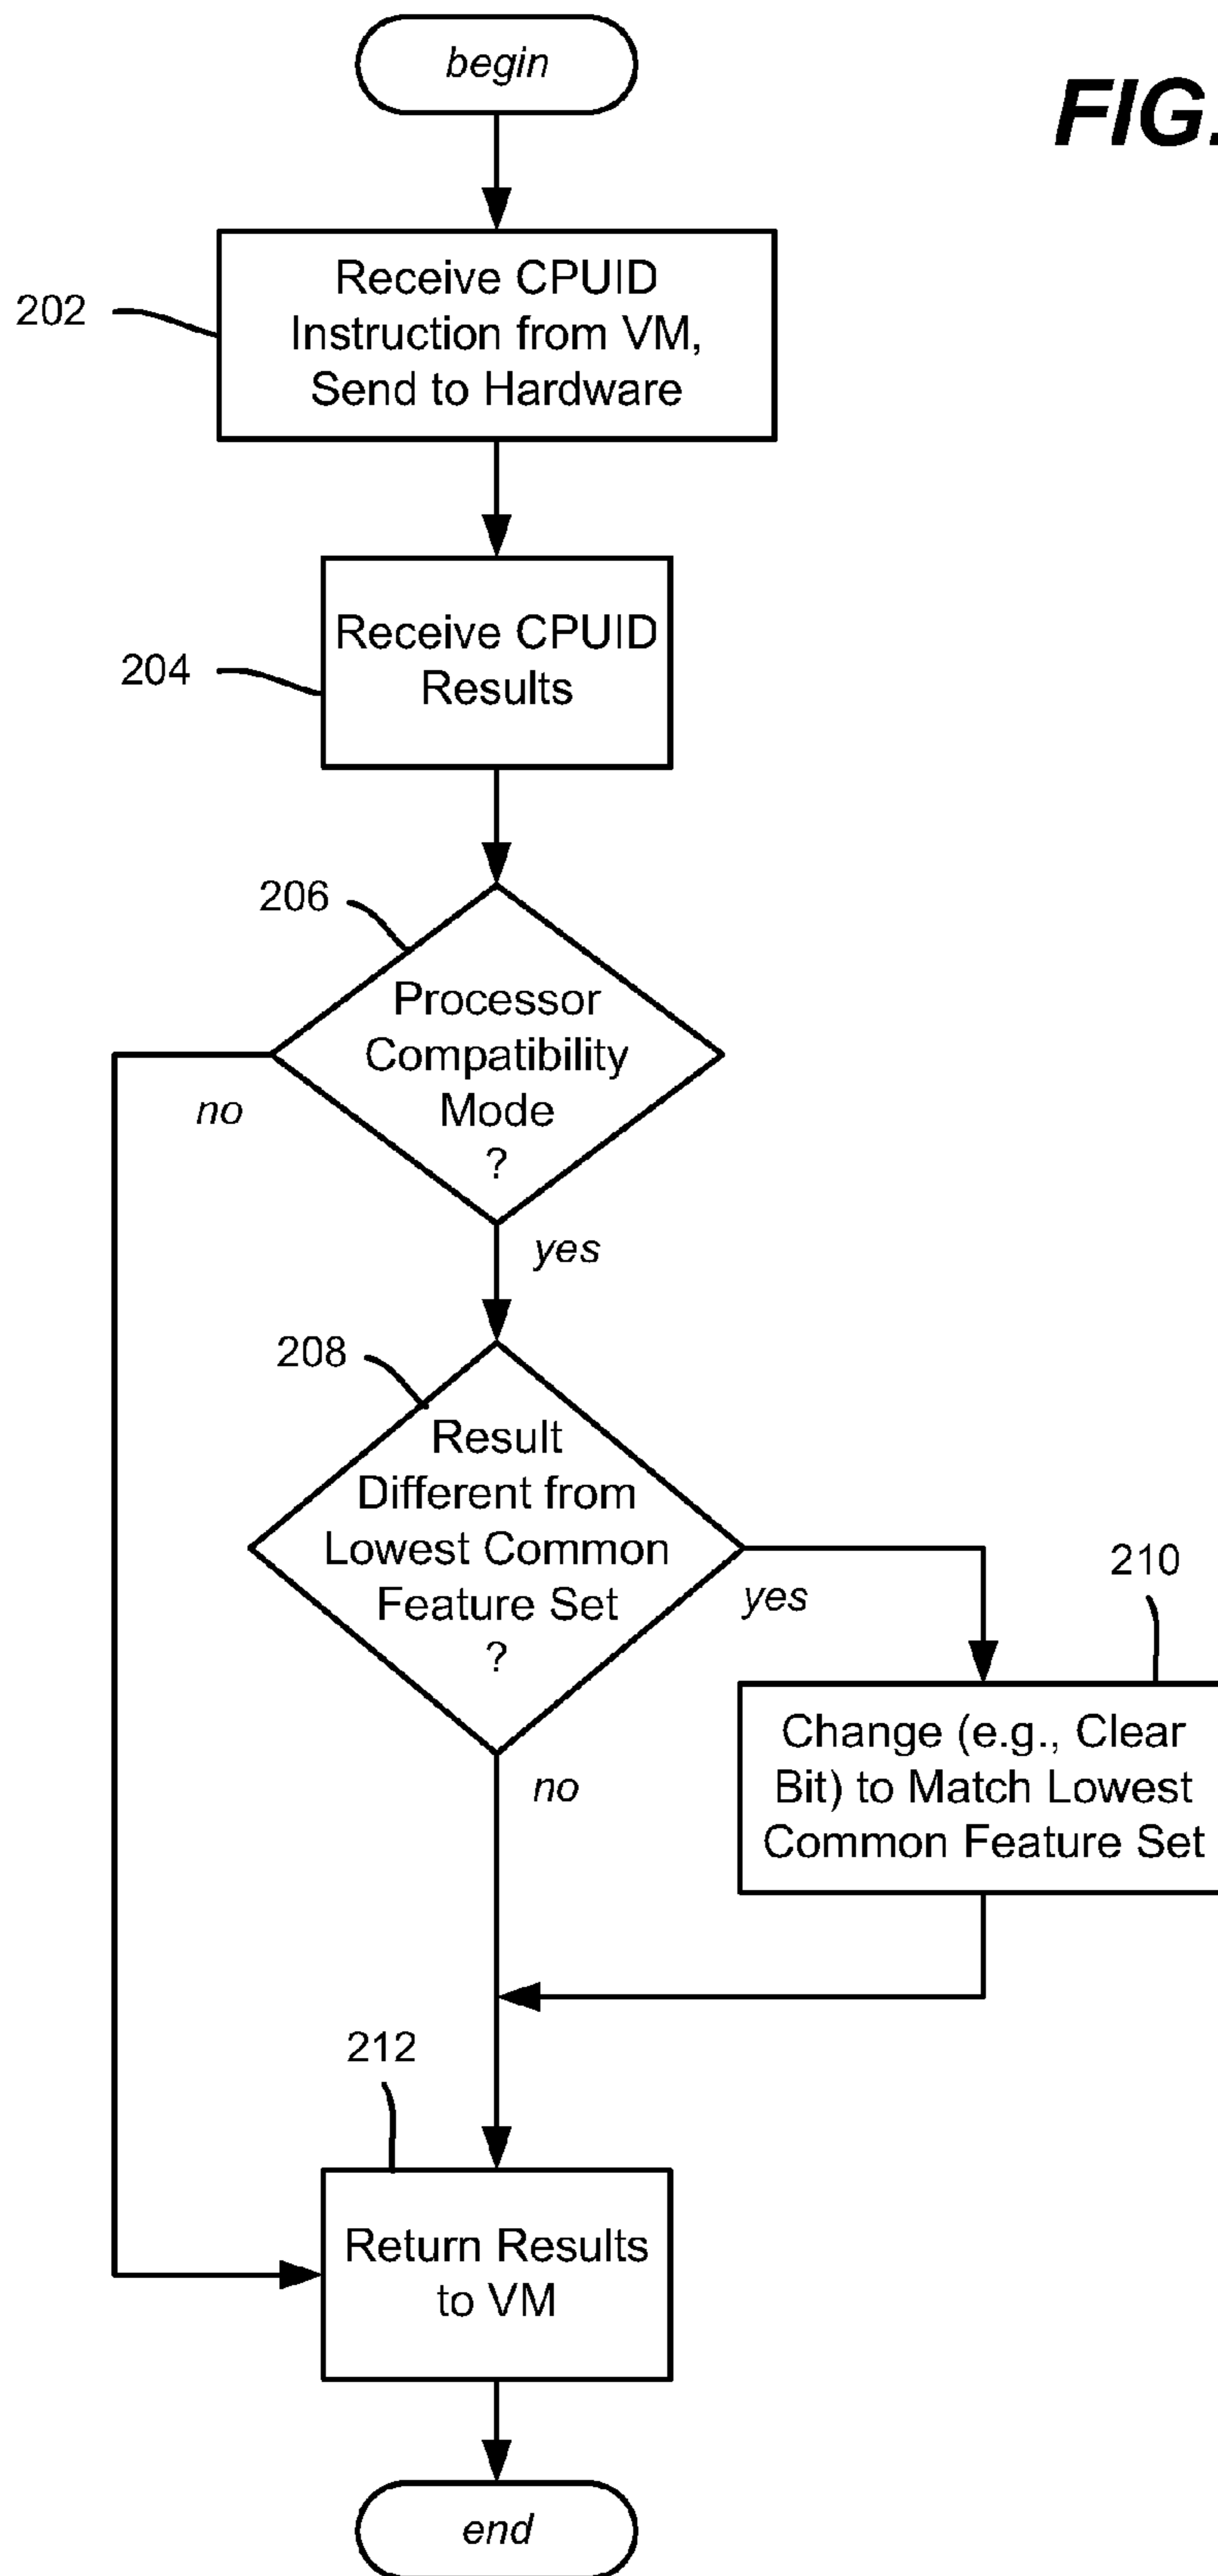 begin
FIG.
Receive CPUID
Instruction from VM,
Send to Hardware
202
Receive CPUID
Results
204
206
Processor
Compatibility
Mode
?
no
yes
208
Result
Different from
Lowest Common
Feature Set
?
yes
210
no
Change (e.g., Clear
Bit) to Match Lowest
Common Feature Set
212
Return Results
to VM
end